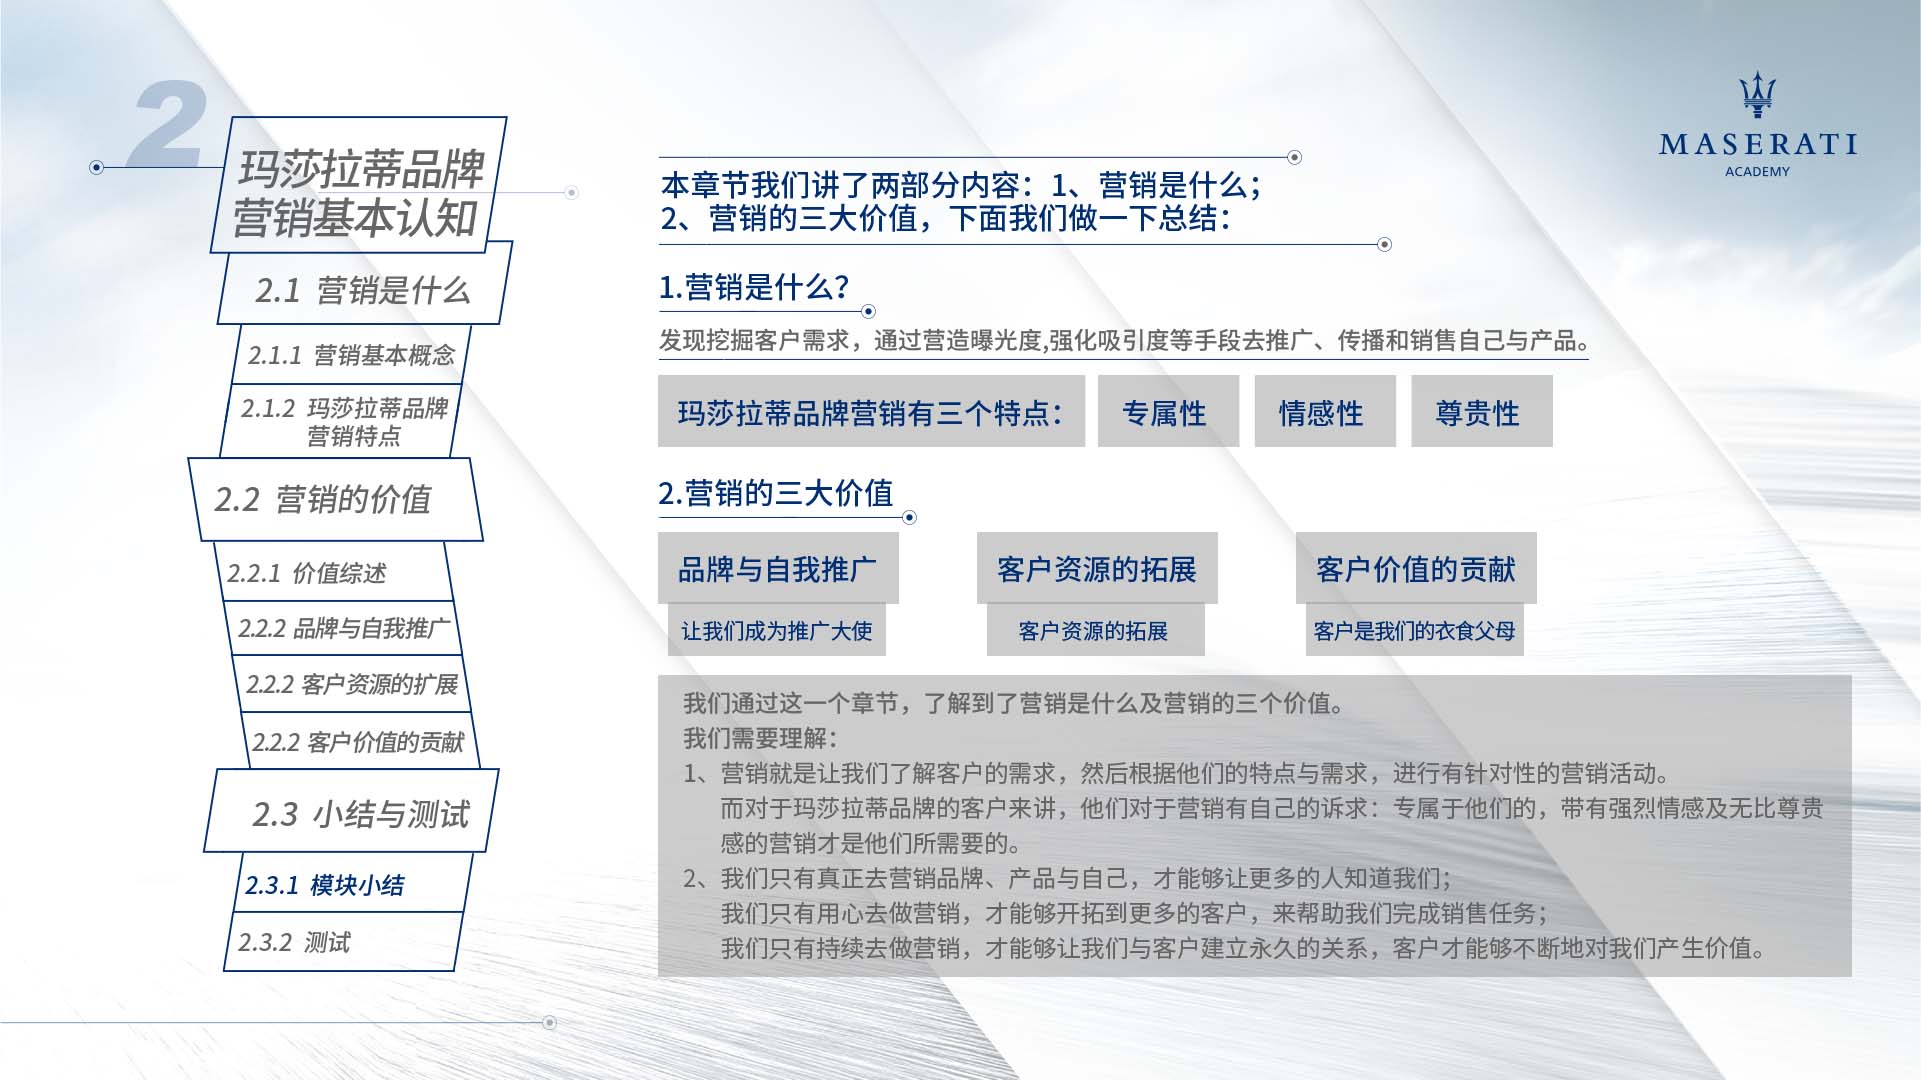 2
玛莎拉蒂品牌
营销基本认知
2.1 营销是什么
2.1.1 营销基本概念
2.1.2 玛莎拉蒂品牌
营销特点
2.2 营销的价值
2.2.1 价值综述
2.2.2 品牌与自我推广
2.2.2 客户资源的扩展
2.2.2 客户价值的贡献
2.3 小结与测试
2.3.1 模块小结
2.3.2 测试
MASERATI
ACADEMY
本章节我们讲了两部分内容：1、营销是什么；
2、营销的三大价值，下面我们做一下总结：
1.营销是什么？
发现挖掘客户需求，通过营造曝光度,强化吸引度等手段去推广、传播和销售自己与产品。
玛莎拉蒂品牌营销有三个特点： 专属性 情感性 尊贵性
2.营销的三大价值
品牌与自我推广 客户资源的拓展 客户价值的贡献
让我们成为推广大使 客户资源的拓展 客户是我们的衣食父母
我们通过这一个章节，了解到了营销是什么及营销的三个价值。
我们需要理解：
1、营销就是让我们了解客户的需求，然后根据他们的特点与需求，进行有针对性的营销活动。
而对于玛莎拉蒂品牌的客户来讲，他们对于营销有自己的诉求：专属于他们的，带有强烈情感及无比尊贵
感的营销才是他们所需要的。
2、我们只有真正去营销品牌、产品与自己，才能够让更多的人知道我们；
我们只有用心去做营销，才能够开拓到更多的客户，来帮助我们完成销售任务；
我们只有持续去做营销，才能够让我们与客户建立永久的关系，客户才能够不断地对我们产生价值。